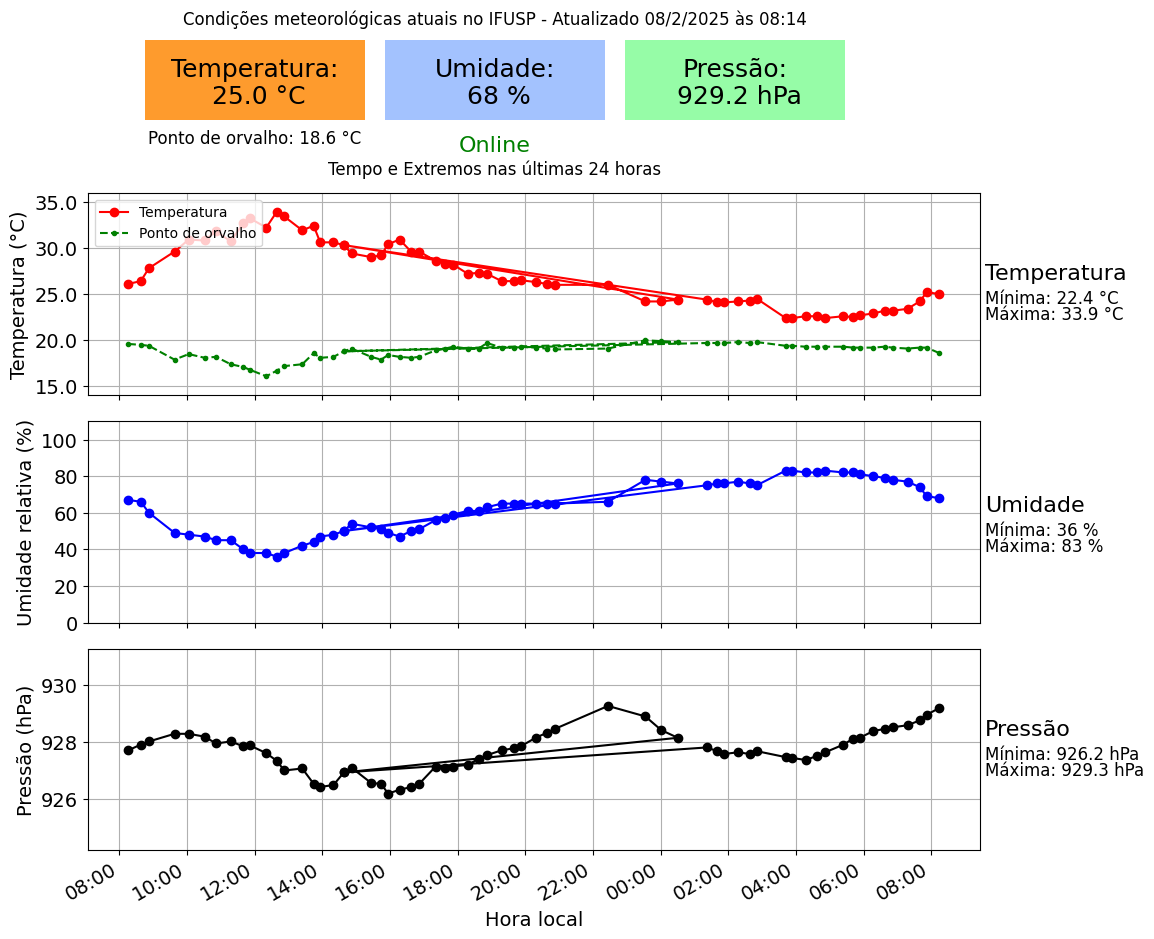 Condições meteorológicas atuais no IFUSP - Atualizado 08/2/2025 às 08:14
Temperatura:
25.0 °C
Umidade:
68 %
Pressão:
929.2 hPa
Ponto de orvalho: 18.6 °C
Online
Tempo e Extremos nas últimas 24 horas
Temperatura (°C)
35.0
30.0
25.0
20.0
15.0
Temperatura
Ponto de orvalho
Temperatura
Mínima: 22.4 °C
Máxima: 33.9 °C
Umidade relativa (%)
100
80
60
40
20
0
Umidade
Mínima: 36 %
Máxima: 83 %
Pressão (hPa)
930
928
926
Pressão
Mínima: 926.2 hPa
Máxima: 929.3 hPa
08:00 10:00 12:00 14:00 16:00 18:00 20:00 22:00 00:00 02:00 04:00 06:00 08:00
Hora local